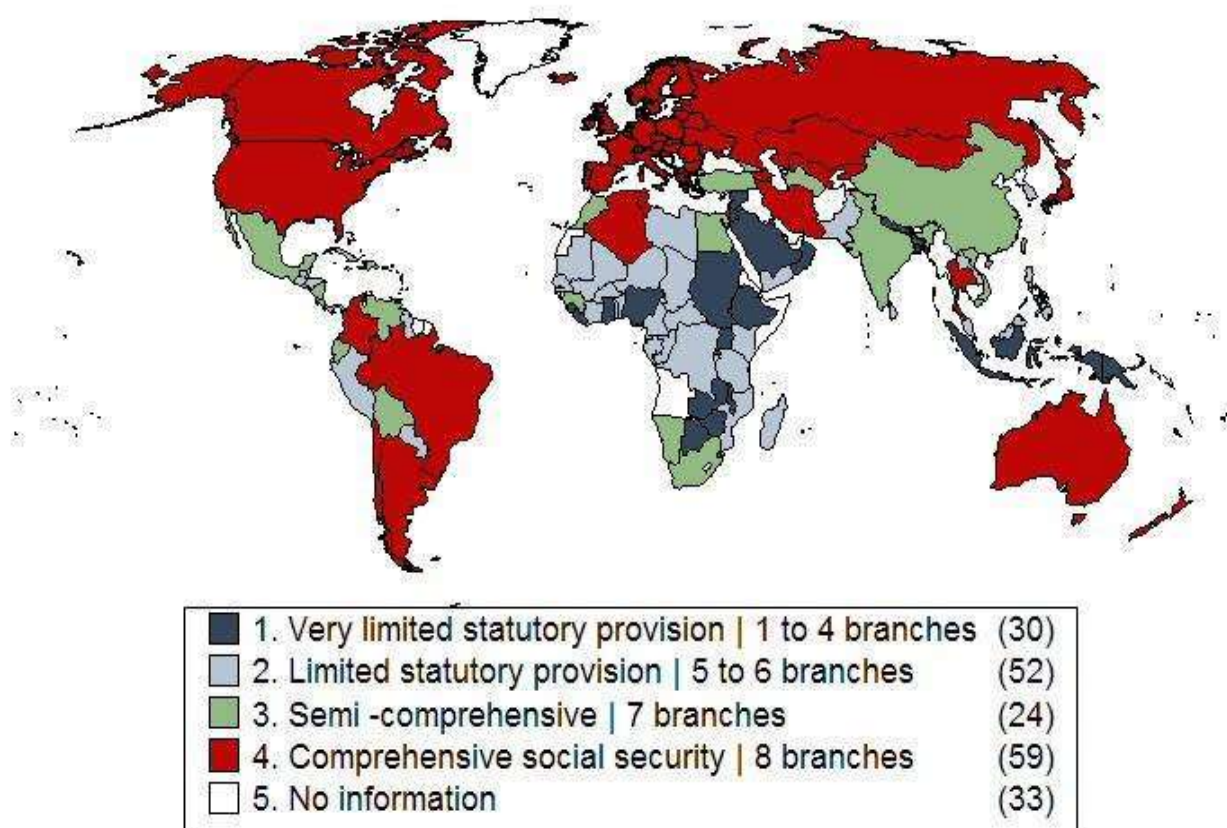 1. Very limited statutory provision | 1 to 4 branches (30)
2. Limited statutory provision | 5 to 6 branches (52)
3. Semi -comprehensive | 7 branches (24)
4. Comprehensive social security | 8 branches (59)
5. No information (33)